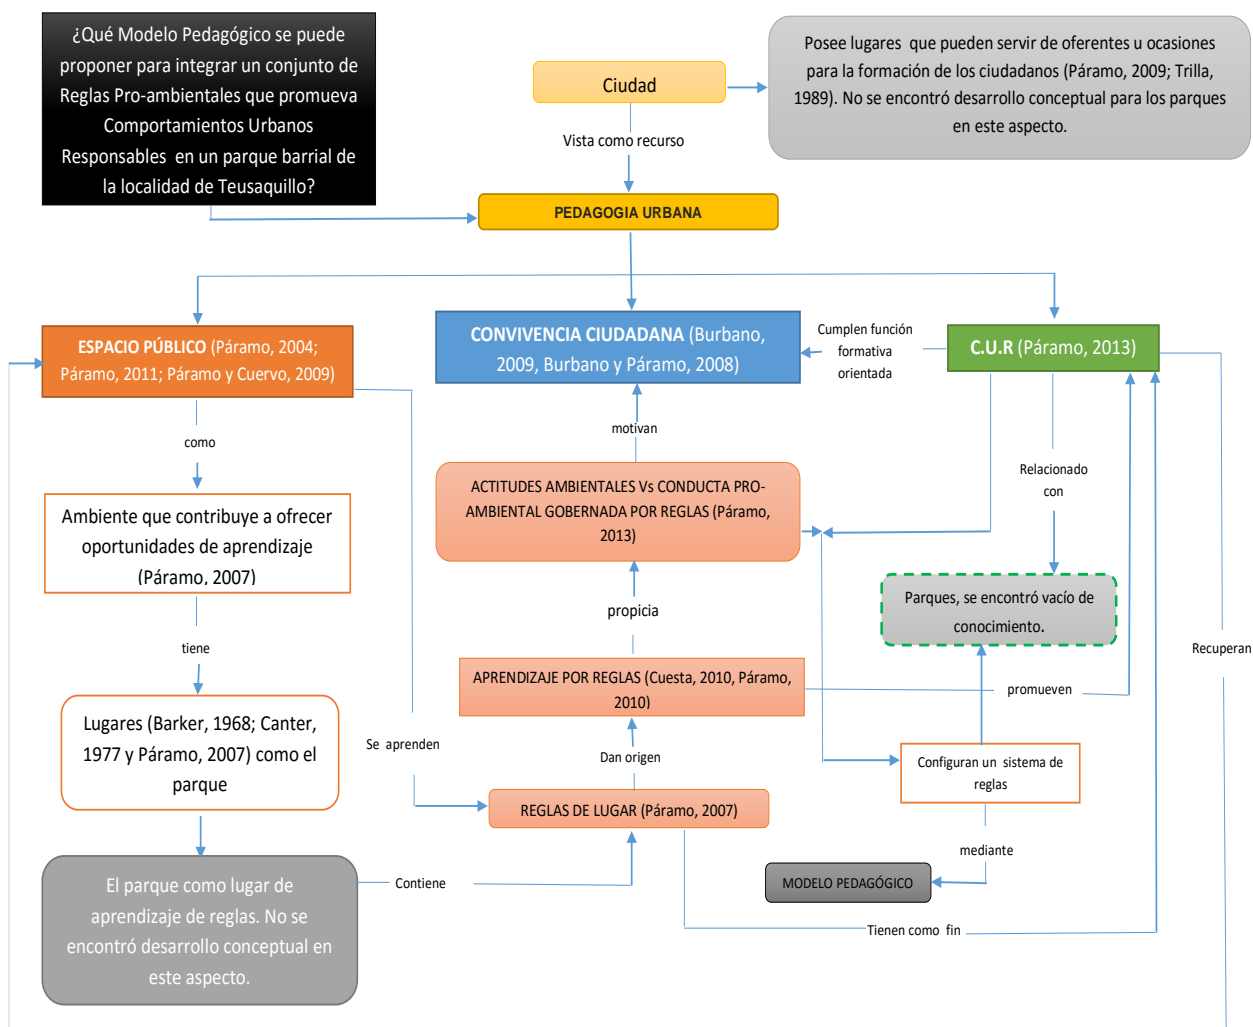 ¿Qué Modelo Pedagógico se puede
proponer para integrar un conjunto de
Reglas Pro-ambientales que promueva
Comportamientos Urbanos
Responsables en un parque barrial de
la localidad de Teusaquillo?
Ciudad
Posee lugares que pueden servir de oferentes u ocasiones
para la formación de los ciudadanos (Páramo, 2009; Trilla,
1989). No se encontró desarrollo conceptual para los parques
en este aspecto.
Vista como recurso
PEDAGOGIA URBANA
ESPACIO PÚBLICO (Páramo, 2004;
Páramo, 2011; Páramo y Cuervo, 2009)
CONVIVENCIA CIUDADANA (Burbano,
2009, Burbano y Páramo, 2008)
Cumplen función
formativa
orientada
C.U.R (Páramo, 2013)
como
motivan
Relacionado
con
Ambiente que contribuye a ofrecer
oportunidades de aprendizaje
(Páramo, 2007)
ACTITUDES AMBIENTALES Vs CONDUCTA PRO-
AMBIENTAL GOBERNADA POR REGLAS (Páramo,
2013)
Parques, se encontró vacío de
conocimiento.
tiene
propicia
Recuperan
Lugares (Barker, 1968; Canter,
1977 y Páramo, 2007) como el
parque
APRENDIZAJE POR REGLAS (Cuesta, 2010, Páramo,
2010)
promueven
Se aprenden
Dan origen
Configuran un sistema de
reglas
REGLAS DE LUGAR (Páramo, 2007)
mediante
El parque como lugar de
aprendizaje de reglas. No se
encontró desarrollo conceptual en
este aspecto.
Contiene
MODELO PEDAGÓGICO
Tienen como fin